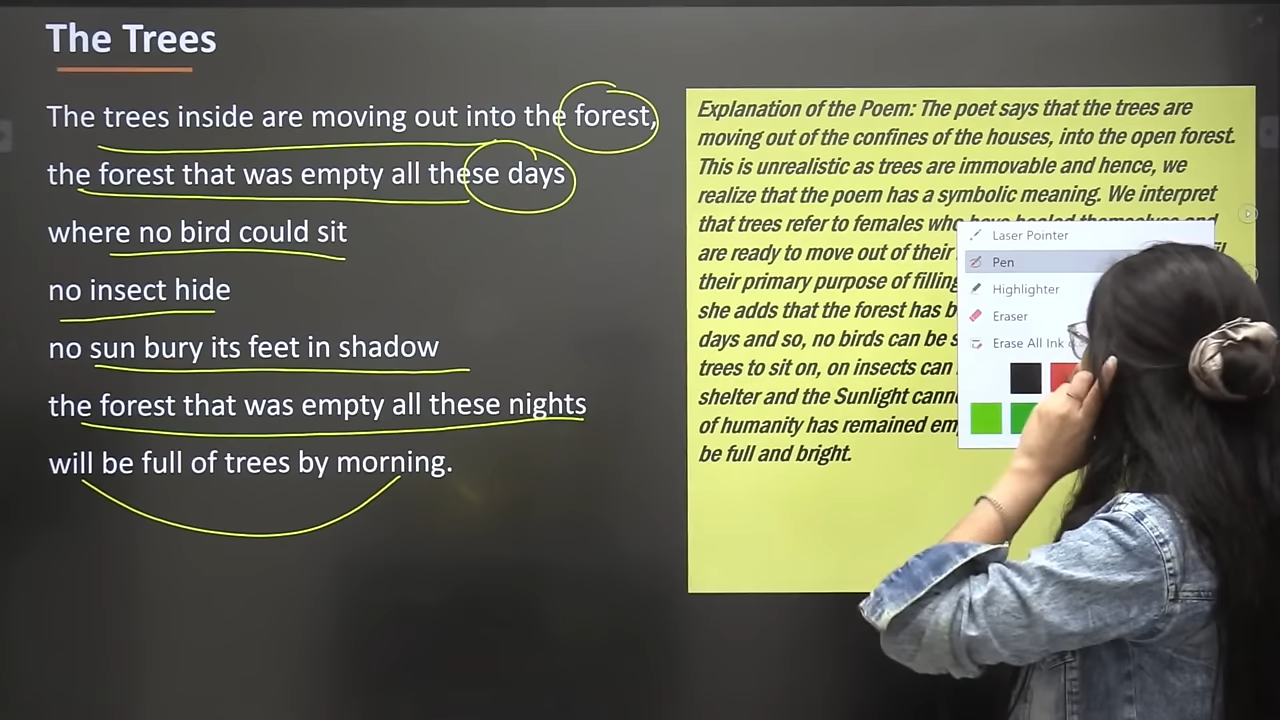 The Trees
The trees inside are moving out into the forest,
the forest that was empty all these days
where no bird could sit
no insect hide
no sun bury its feet in shadow
the forest that was empty all these nights
will be full of trees by morning.
Explanation of the Poem: The poet says that the trees are
moving out of the confines of the houses, into the open forest.
This is unrealistic as trees are immovable and hence, we
realize that the poem has a symbolic meaning. We interpret
that trees refer to females who have healed themselves and
are ready to move out of their
their primary purpose of filling
she adds that the forest has
days and so, no birds can be
trees to sit on, on insects can
shelter and the Sunlight
of humanity has remained
be full and bright.
Laser Pointer
Pen
Highlighter
Eraser
Erase All Ink